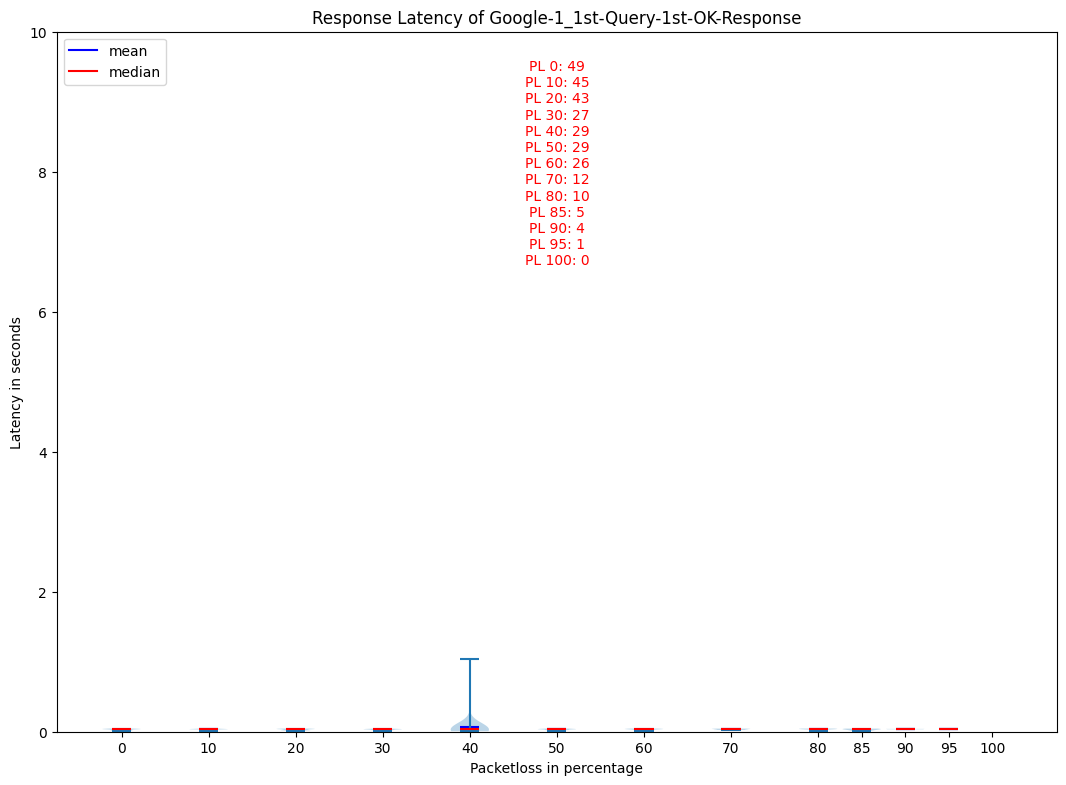 Response Latency of Google-1_1st-Query-1st-OK-Response
mean
median
PL 0: 49
PL 10: 45
PL 20: 43
PL 30: 27
PL 40: 29
PL 50: 29
PL 60: 26
PL 70: 12
PL 80: 10
PL 85: 5
PL 90: 4
PL 95: 1
PL 100: 0
Latency in seconds
10
8
6
4
2
0
0 10 20 30 40 50 60 70 80 85 90 95 100
Packetloss in percentage